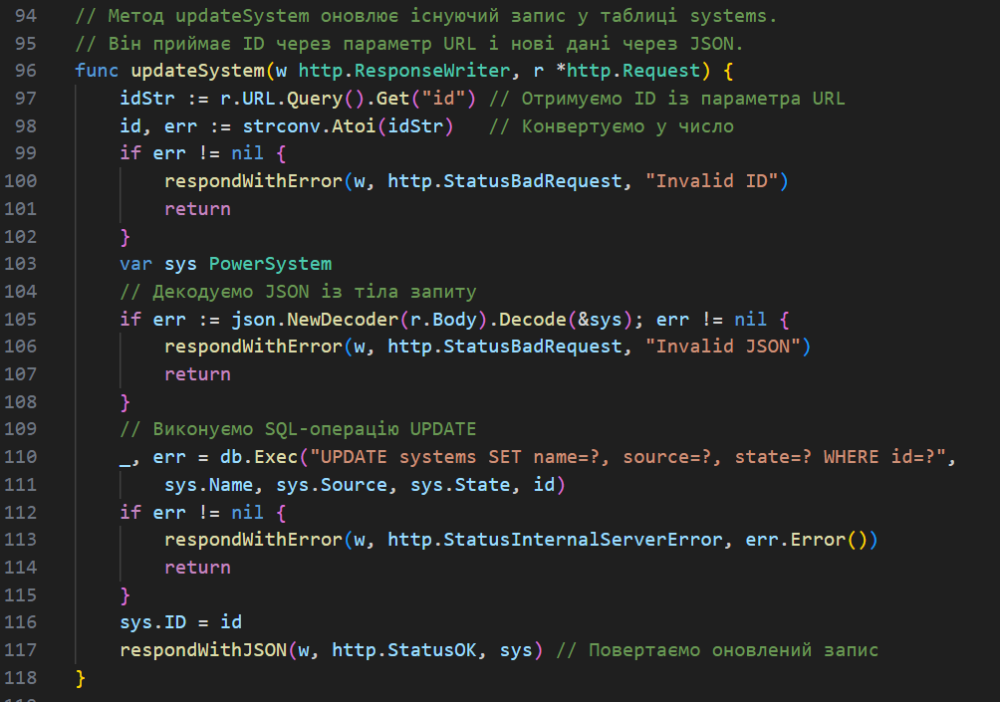 94 // Метод updateSystem оновлює існуючий запис у таблиці systems.
95 // Він приймає ID через параметр URL і нові дані через JSON.
96 func updateSystem(w http.ResponseWriter, r *http.Request) {
97 idStr := r.URL.Query().Get("id") // Отримуємо ID із параметра URL
98 id, err := strconv.Atoi(idStr) // Конвертуємо у число
99 if err != nil {
100 respondWithError(w, http.StatusBadRequest, "Invalid ID")
101 return
102 }
103 var sys PowerSystem
104 // Декодуємо JSON із тіла запиту
105 if err := json.NewDecoder(r.Body).Decode(&sys); err != nil {
106 respondWithError(w, http.StatusBadRequest, "Invalid JSON")
107 return
108 }
109 // Виконуємо SQL-операцію UPDATE
110 _, err = db.Exec("UPDATE systems SET name=?, source=?, state=? WHERE id=?",
111 sys.Name, sys.Source, sys.State, id)
112 if err != nil {
113 respondWithError(w, http.StatusInternalServerError, err.Error())
114 return
115 }
116 sys.ID = id
117 respondWithJSON(w, http.StatusOK, sys) // Повертаємо оновлений запис
118 }